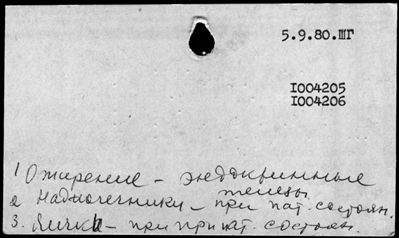 5.9.80.ШГ
I004205
I004206
1 Ожирение – эндокринные
железы
2 Надпочечники – при пат. состоян.
3. Яички – при пат. состоян.